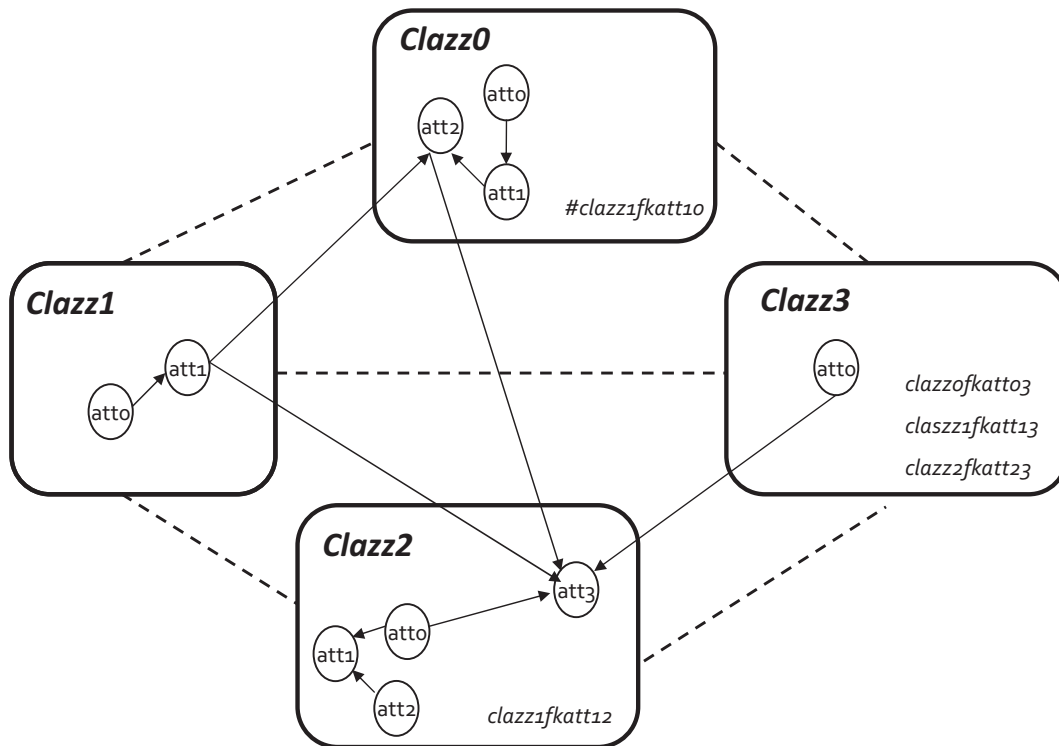 Clazz0
att0
att2
att1
#clazz1fkatt10
Clazz1
att1
att0
Clazz3
att0
clazz0fkatt03
claszz1fkatt13
clazz2fkatt23
Clazz2
att3
att0
att1
att2
clazz1fkatt12